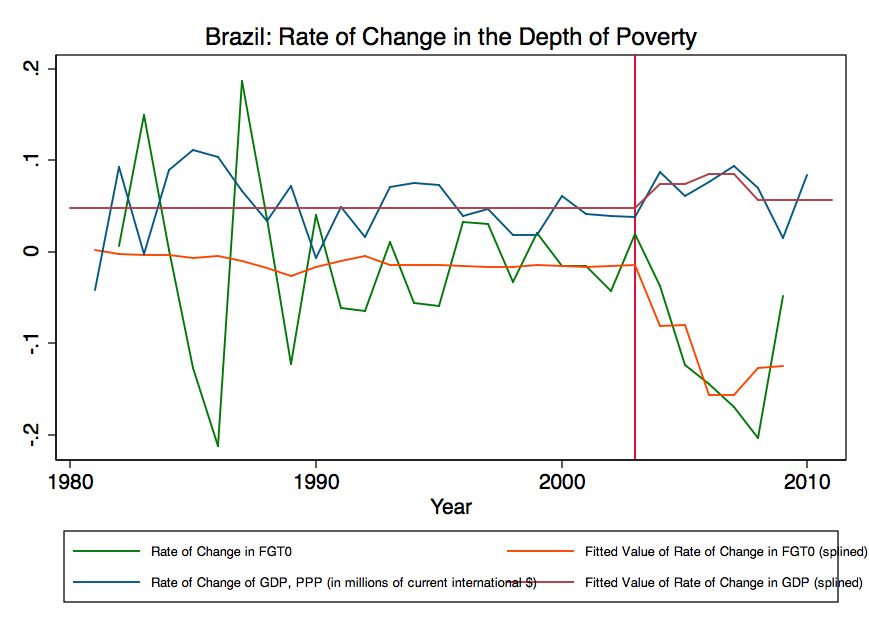 Brazil: Rate of Change in the Depth of Poverty
.2
.1
0
-.1
-.2
1980 1990 2000 2010
Year
Rate of Change in FGT0 Fitted Value of Rate of Change in FGT0 (splined)
Rate of Change of GDP, PPP (in millions of current international $) Fitted Value of Rate of Change in GDP (splined)